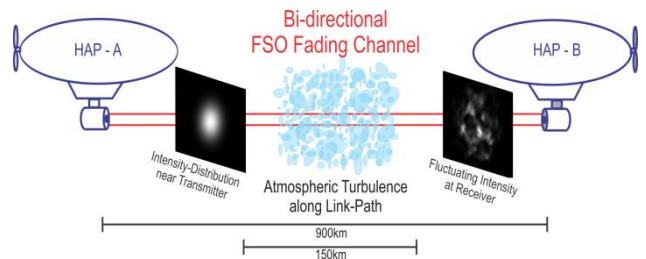 Bi-directional
FSO Fading Channel
HAP - A
HAP - B
Intensity-Distribution
near Transmitter
Atmospheric Turbulence
along Link-Path
Fluctuating Intensity
at Receiver
900km
150km